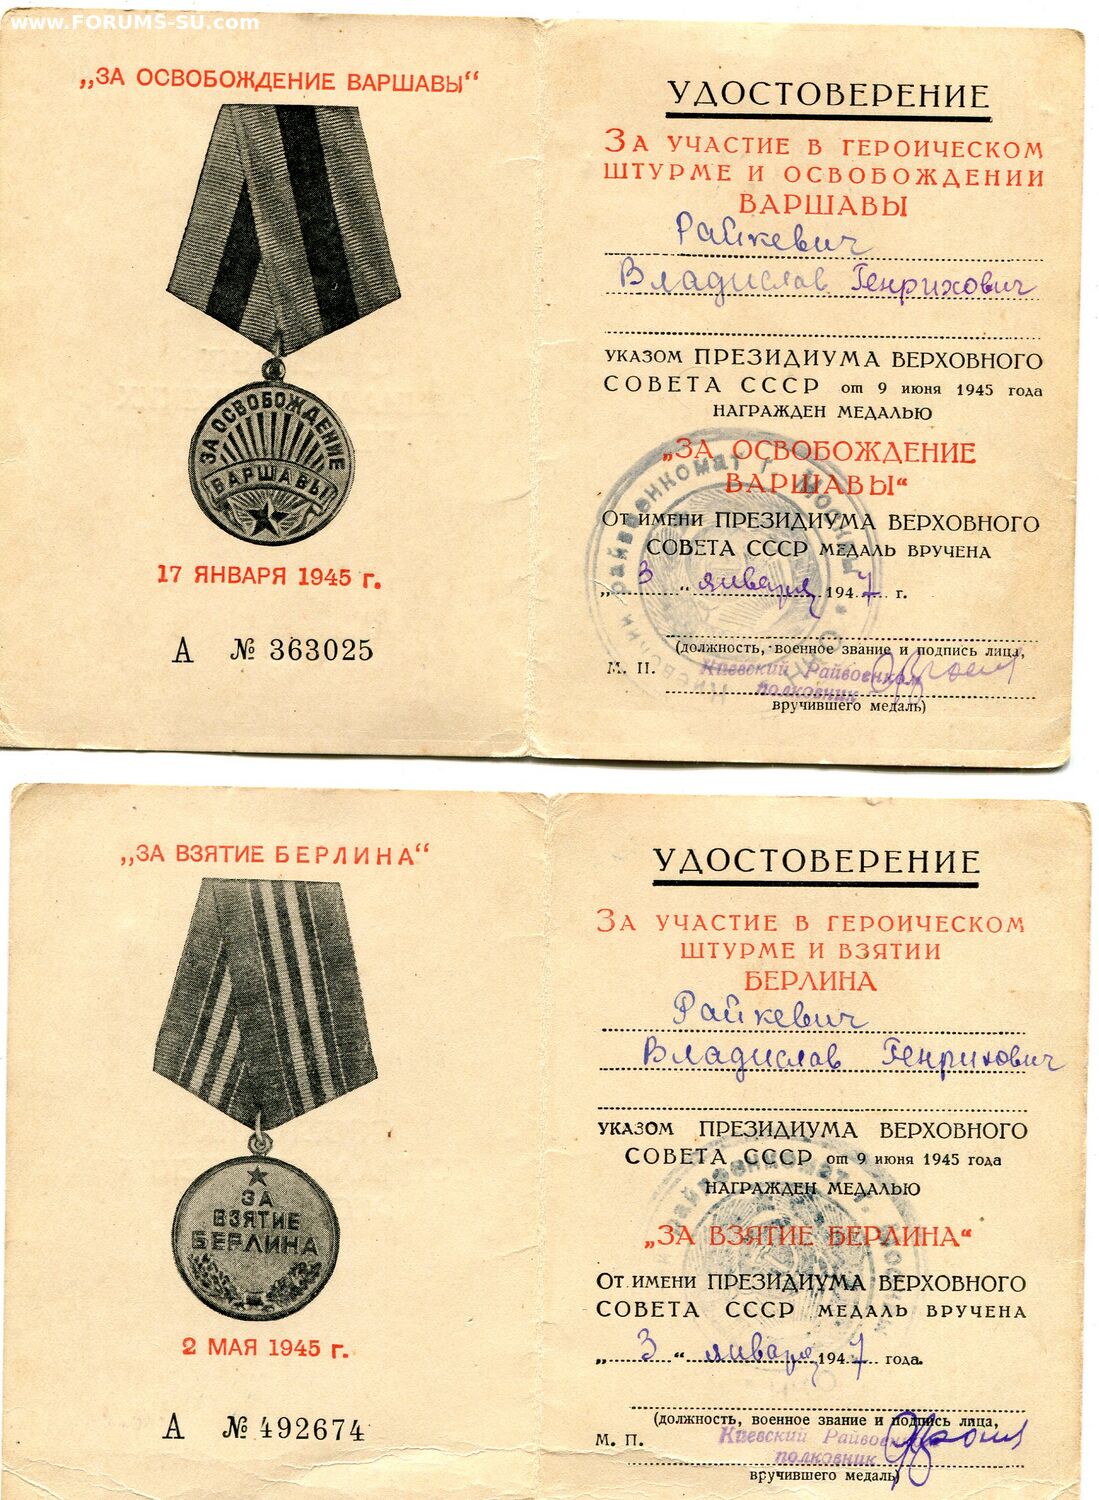 www.FORUMS-SU.com
„ЗА ОСВОБОЖДЕНИЕ ВАРШАВЫ“
ЗА ОСВОБОЖДЕНИЕ
ВАРШАВЫ
17 ЯНВАРЯ 1945 г.
А № 363025
УДОСТОВЕРЕНИЕ
ЗА УЧАСТИЕ В ГЕРОИЧЕСКОМ
ШТУРМЕ И ОСВОБОЖДЕНИИ
ВАРШАВЫ
Райкевич
Владислав Генрихович
УКАЗОМ ПРЕЗИДИУМА ВЕРХОВНОГО
СОВЕТА СССР от 9 июня 1945 года
НАГРАЖДЕН МЕДАЛЬЮ
„ЗА ОСВОБОЖДЕНИЕ
ВАРШАВЫ“
ОТ ИМЕНИ ПРЕЗИДИУМА ВЕРХОВНОГО
СОВЕТА СССР МЕДАЛЬ ВРУЧЕНА
„3“ января 1947 г.
(должность, военное звание и подпись лица,
М. П. Киевский Райвоенком
полковник
вручившего медаль)
райвоенкомат г. Москвы
„ЗА ВЗЯТИЕ БЕРЛИНА“
ЗА
ВЗЯТИЕ
БЕРЛИНА
2 МАЯ 1945 г.
А № 492674
УДОСТОВЕРЕНИЕ
ЗА УЧАСТИЕ В ГЕРОИЧЕСКОМ
ШТУРМЕ И ВЗЯТИИ
БЕРЛИНА
Райкевич
Владислав Генрихович
УКАЗОМ ПРЕЗИДИУМА ВЕРХОВНОГО
СОВЕТА СССР от 9 июня 1945 года
НАГРАЖДЕН МЕДАЛЬЮ
„ЗА ВЗЯТИЕ БЕРЛИНА“
ОТ ИМЕНИ ПРЕЗИДИУМА ВЕРХОВНОГО
СОВЕТА СССР МЕДАЛЬ ВРУЧЕНА
„3“ января 1947 года.
(должность, военное звание и подпись лица,
М. П. Киевский Райвоенком
полковник
вручившего медаль)
райвоенкомат г. Москвы